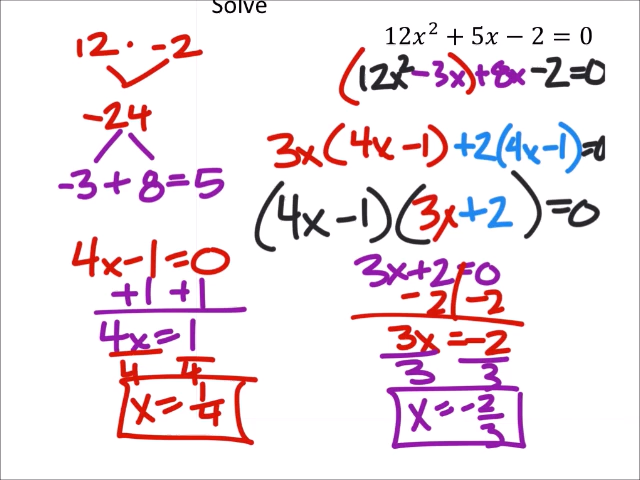 Solve
12x² + 5x − 2 = 0
12 · -2
-24
-3 + 8 = 5
(12x² - 3x) + 8x - 2 = 0
3x(4x - 1) + 2(4x - 1) = 0
(4x - 1)(3x + 2) = 0
4x - 1 = 0
+1 +1
4x = 1
4 4
x = 1/4
3x + 2 = 0
- 2 - 2
3x = -2
3 3
x = -2/3